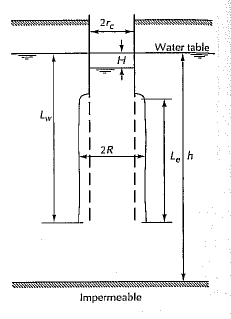 2r_c
Water table
H
L_w
2R
L_e
h
Impermeable